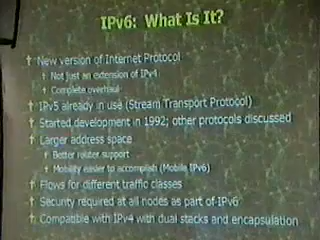 IPv6: What Is It?
New version of Internet Protocol
Not just an extension of IPv4
Complete overhaul
IPv5 already in use (Stream Transport Protocol)
Started development in 1992; other protocols discussed
Larger address space
Better router support
Mobility easier to accomplish (Mobile IPv6)
Flows for different traffic classes
Security required at all nodes as part of IPv6
Compatible with IPv4 with dual stacks and encapsulation